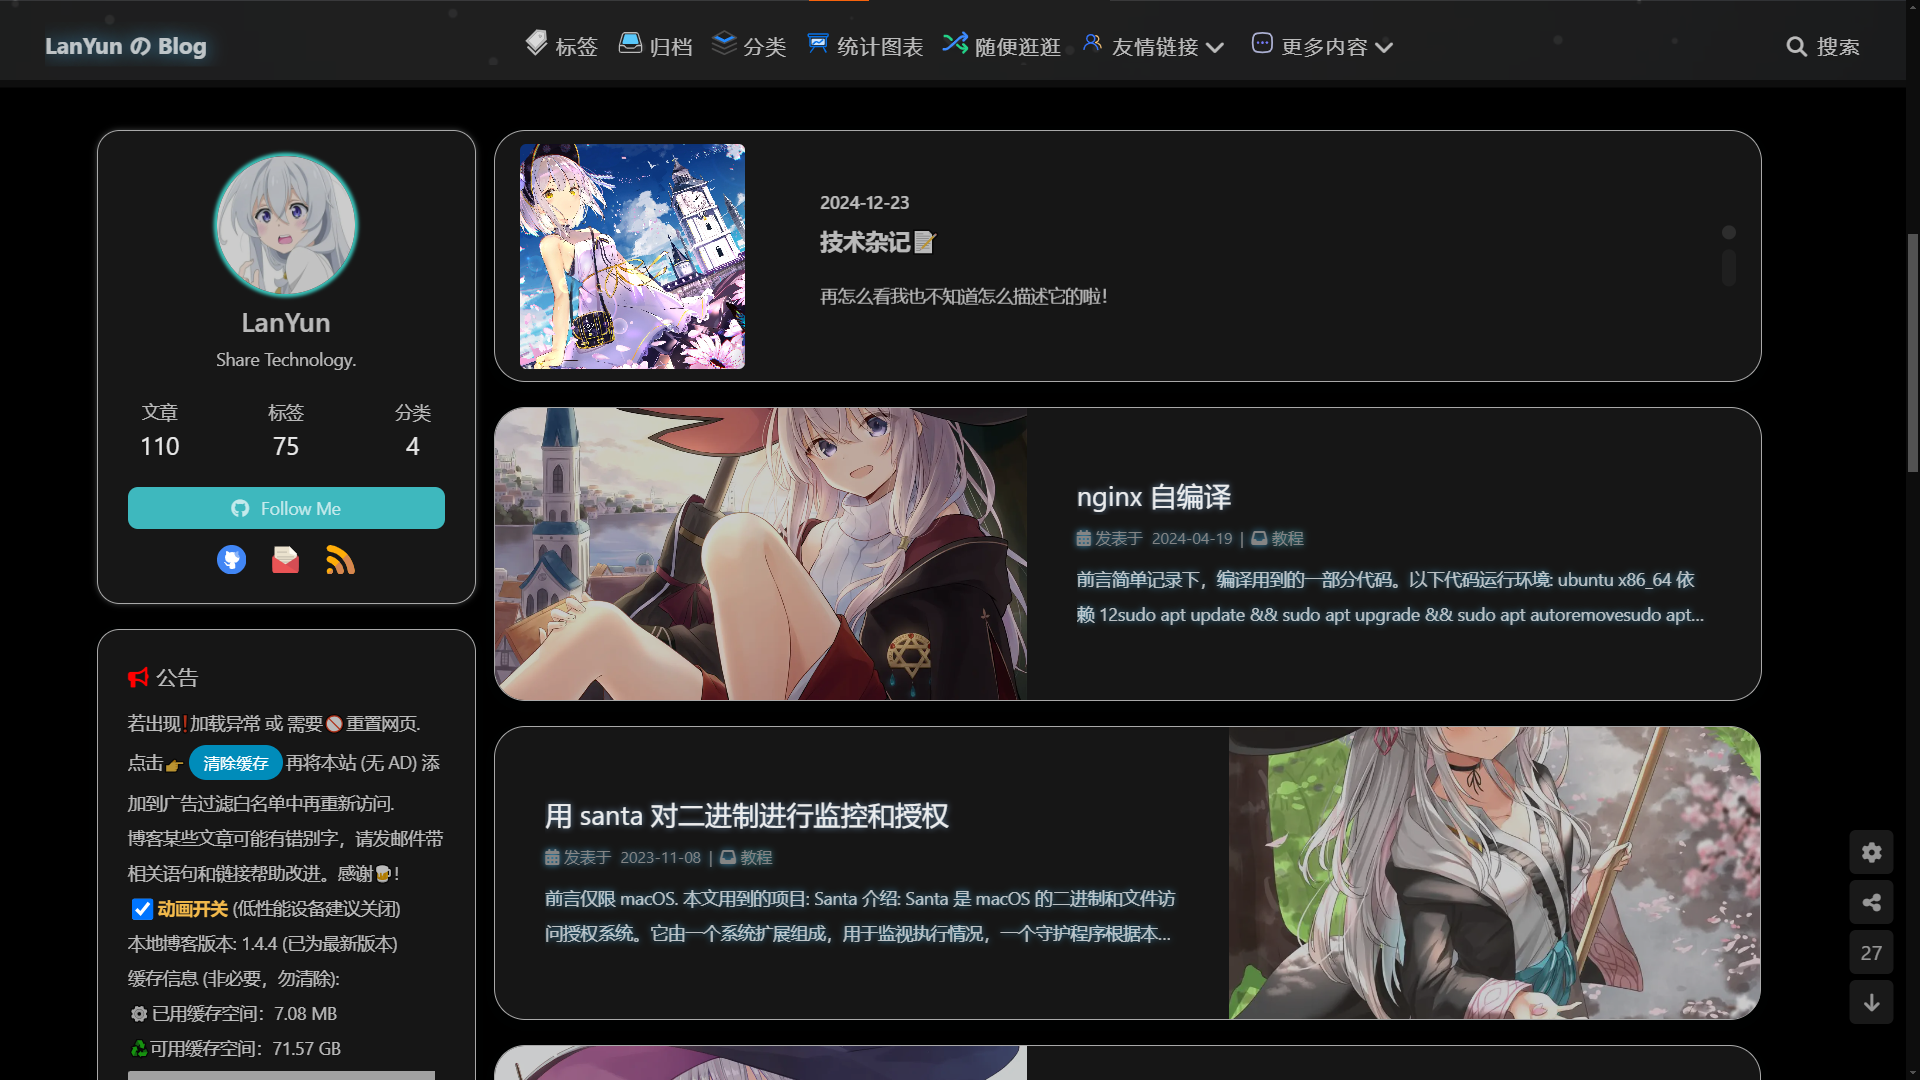 LanYun の Blog
标签
归档
分类
统计图表
随便逛逛
友情链接
更多内容
搜索
LanYun
Share Technology.
文章
标签
分类
110
75
4
Follow Me
公告
若出现❗加载异常 或 需要🚫重置网页.
点击👉 清除缓存 再将本站 (无 AD) 添
加到广告过滤白名单中再重新访问.
博客某些文章可能有错别字，请发邮件带
相关语句和链接帮助改进。感谢🍺!
动画开关 (低性能设备建议关闭)
本地博客版本: 1.4.4 (已为最新版本)
缓存信息 (非必要，勿清除):
已用缓存空间：7.08 MB
可用缓存空间：71.57 GB
2024-12-23
技术杂记📝
再怎么看我也不知道怎么描述它的啦！
nginx 自编译
发表于 2024-04-19 | 教程
前言简单记录下，编译用到的一部分代码。以下代码运行环境: ubuntu x86_64 依
赖 12sudo apt update && sudo apt upgrade && sudo apt autoremovesudo apt...
用 santa 对二进制进行监控和授权
发表于 2023-11-08 | 教程
前言仅限 macOS. 本文用到的项目: Santa 介绍: Santa 是 macOS 的二进制和文件访
问授权系统。它由一个系统扩展组成，用于监视执行情况，一个守护程序根据本...
27